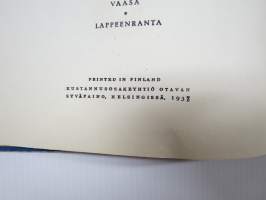 VAASA
•
LAPPEENRANTA
PRINTED IN FINLAND
KUSTANNUSOSAKEYHTIÖ OTAVAN
SYVÄPAINO, HELSINGISSÄ, 1938